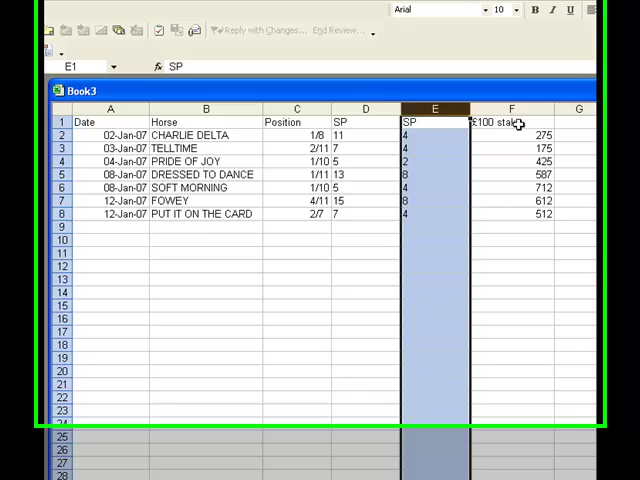 Arial 10 B I U
Reply with Changes... End Review...
E1 fx SP
Book3
A B C D E F G
1 Date Horse Position SP SP £100 stake
2 02-Jan-07 CHARLIE DELTA 1/8 11 4 275
3 03-Jan-07 TELLTIME 2/11 7 4 175
4 04-Jan-07 PRIDE OF JOY 1/10 5 2 425
5 08-Jan-07 DRESSED TO DANCE 1/11 13 8 587
6 08-Jan-07 SOFT MORNING 1/10 5 4 712
7 12-Jan-07 FOWEY 4/11 15 8 612
8 12-Jan-07 PUT IT ON THE CARD 2/7 7 4 512
9
10
11
12
13
14
15
16
17
18
19
20
21
22
23
24
25
26
27
28